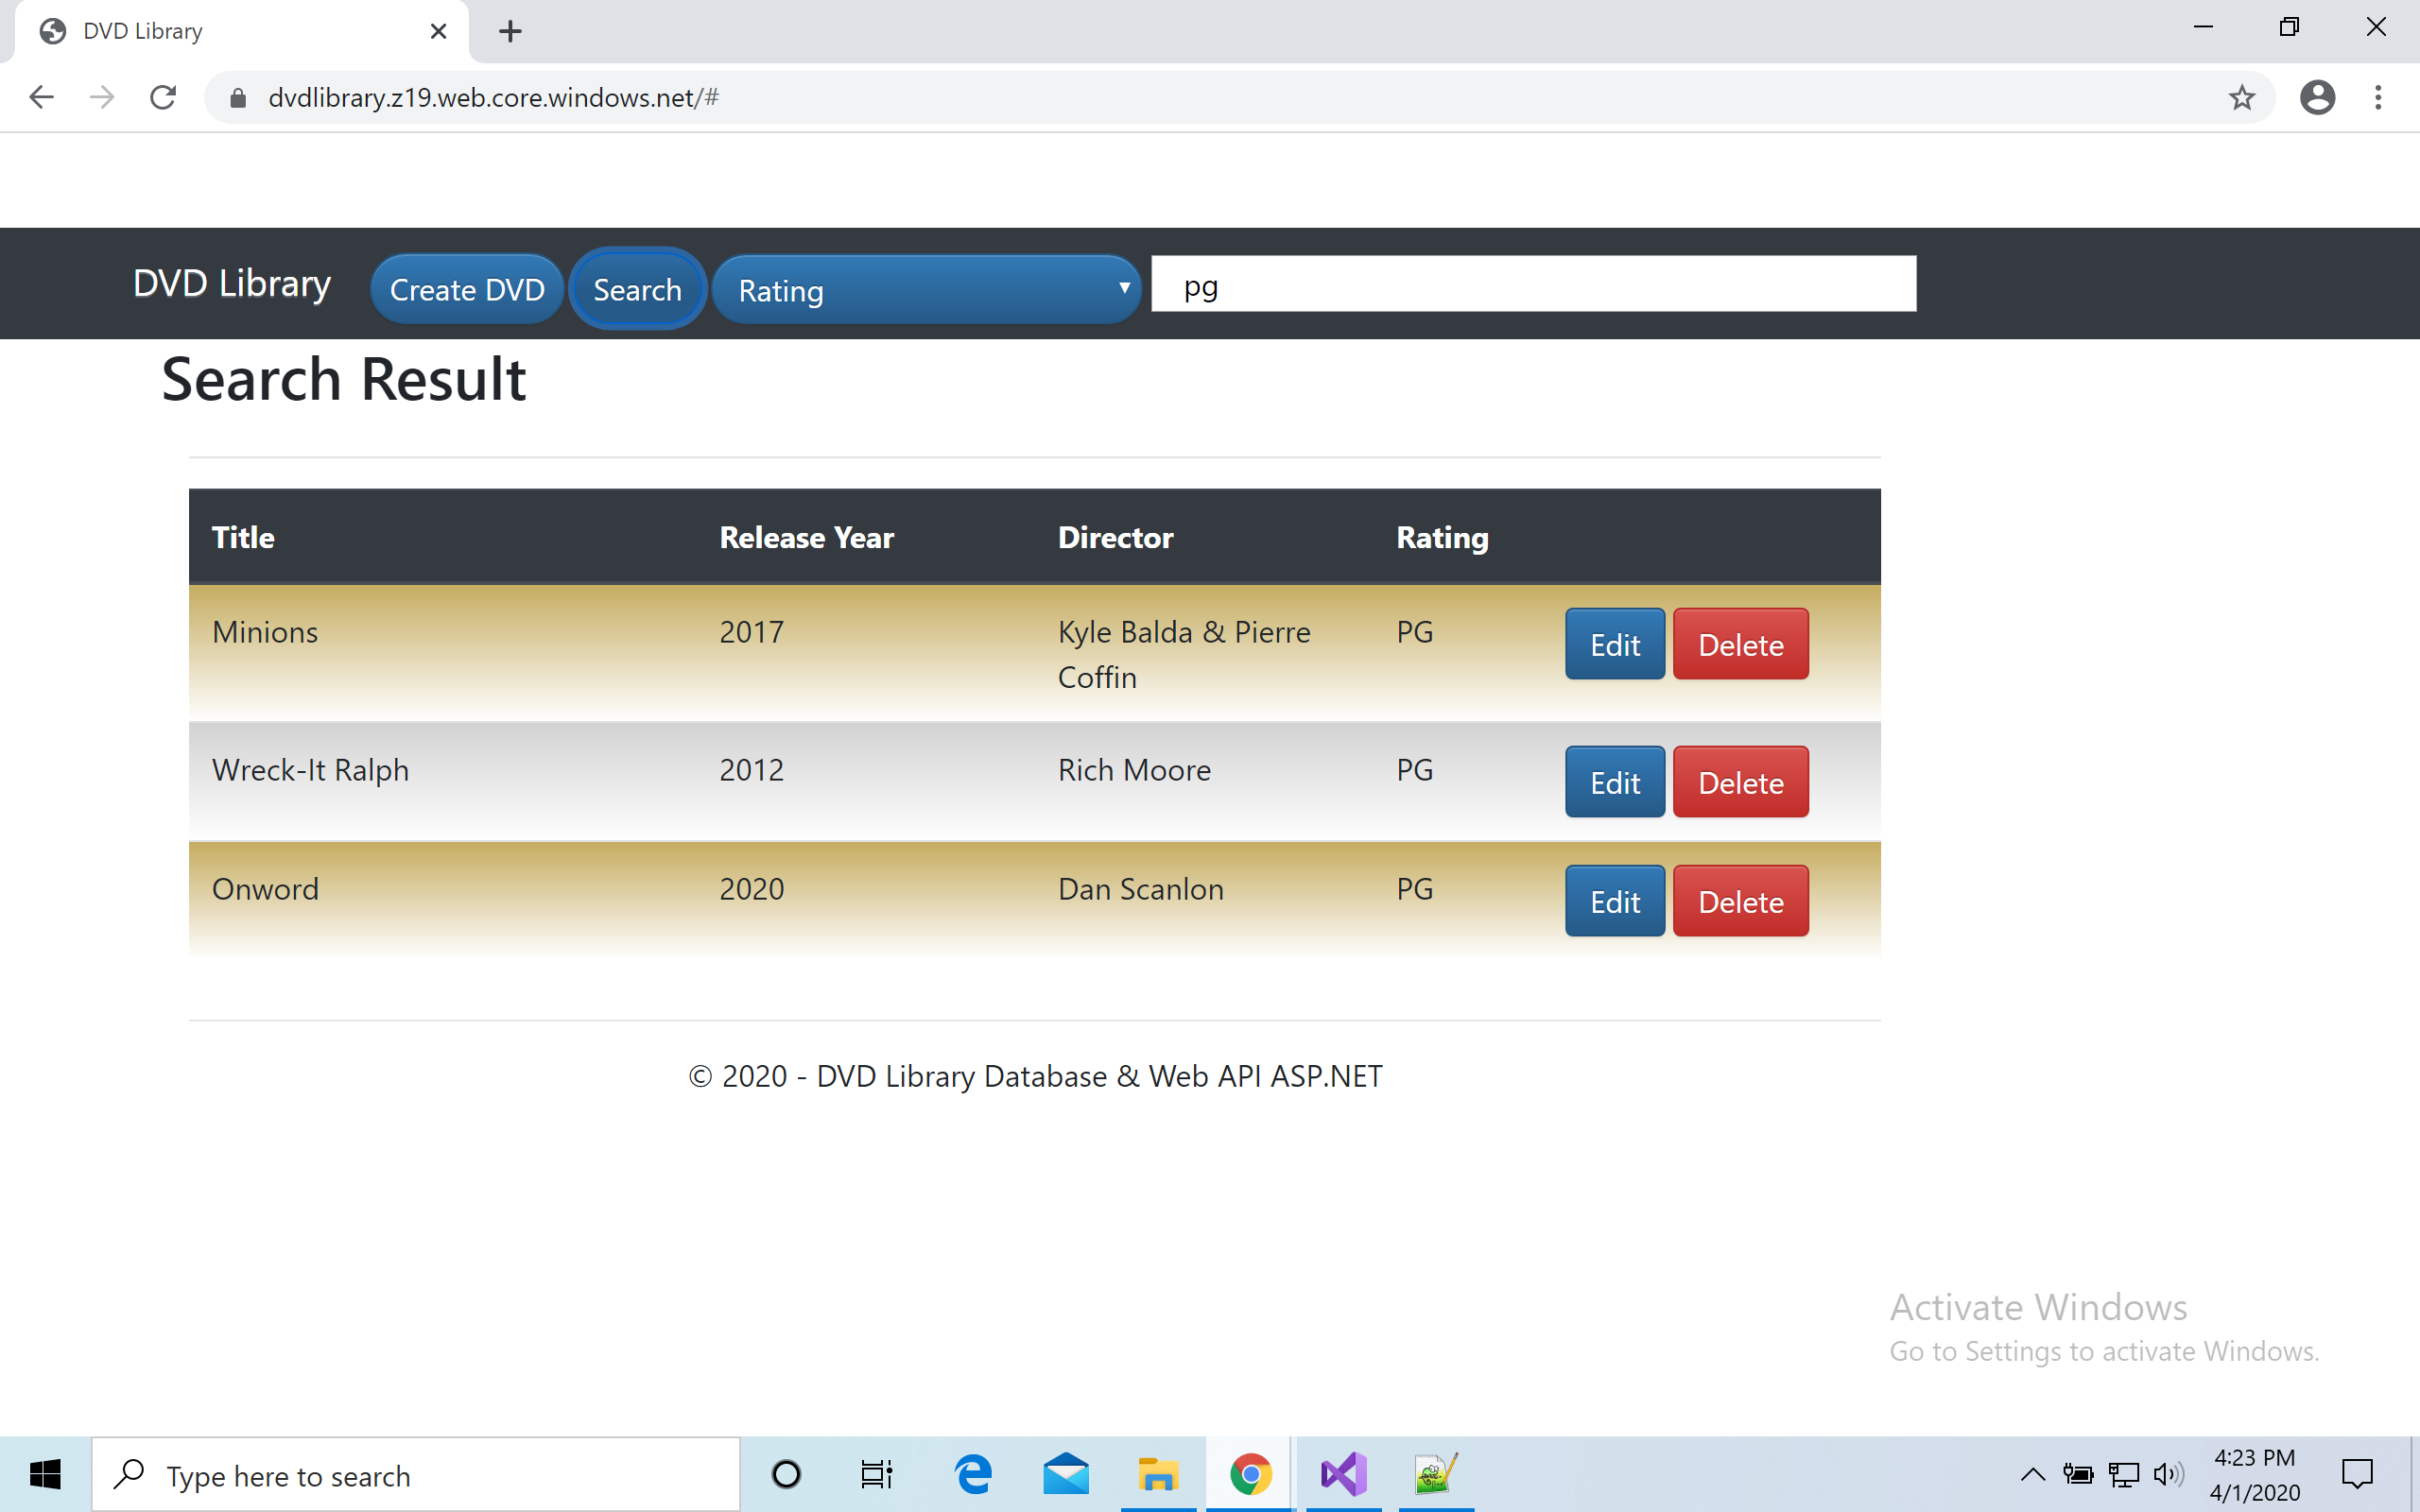 DVD Library
dvdlibrary.z19.web.core.windows.net/#
DVD Library Create DVD Search Rating pg
Search Result
Title Release Year Director Rating
Minions 2017 Kyle Balda & Pierre PG Edit Delete
Coffin
Wreck-It Ralph 2012 Rich Moore PG Edit Delete
Onword 2020 Dan Scanlon PG Edit Delete
© 2020 - DVD Library Database & Web API ASP.NET
Activate Windows
Go to Settings to activate Windows.
Type here to search
4:23 PM
4/1/2020